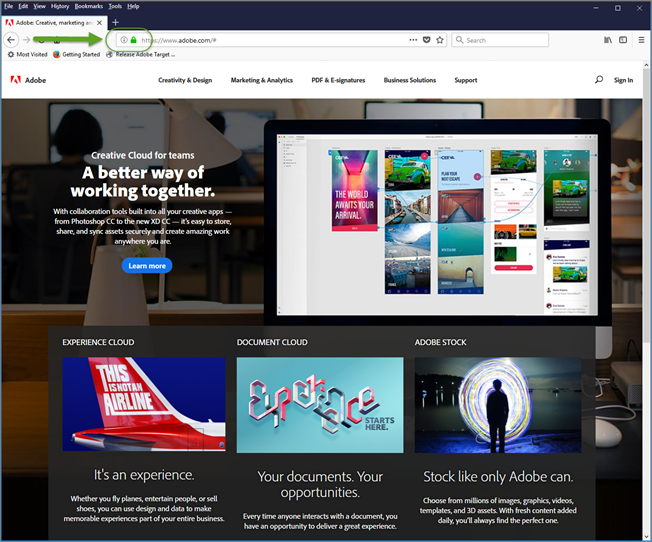 File Edit View History Bookmarks Tools Help
Adobe: Creative, marketing and
https://www.adobe.com/#
Search
Most Visited Getting Started Release Adobe Target ...
Adobe Creativity & Design Marketing & Analytics PDF & E-signatures Business Solutions Support Sign In
Creative Cloud for teams
A better way of
working together.
With collaboration tools built into all your creative apps —
from Photoshop CC to the new XD CC — it's easy to store,
share, and sync assets securely and create amazing work
anywhere you are.
Learn more
THE WORLD
AWAITS YOUR
ARRIVAL.
PLAN YOUR
NEXT ESCAPE
EXPERIENCE CLOUD
THIS
IS NOT AN
AIRLINE
It's an experience.
Whether you fly planes, entertain people, or sell
shoes, you can use design and data to make
memorable experiences part of your entire business.
DOCUMENT CLOUD
Experience
STARTS
HERE.
Your documents. Your
opportunities.
Every time anyone interacts with a document, you
have an opportunity to deliver a great experience.
ADOBE STOCK
Stock like only Adobe can.
Choose from millions of images, graphics, videos,
templates, and 3D assets. With fresh content added
daily, you'll always find the perfect one.